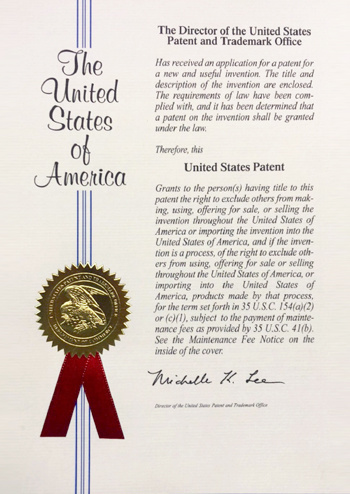 The
United
States
of
America
The Director of the United States
Patent and Trademark Office
Has received an application for a patent for
a new and useful invention. The title and
description of the invention are enclosed.
The requirements of law have been com-
plied with, and it has been determined that
a patent on the invention shall be granted
under the law.
Therefore, this
United States Patent
Grants to the person(s) having title to this
patent the right to exclude others from mak-
ing, using, offering for sale, or selling the
invention throughout the United States of
America or importing the invention into the
United States of America, and if the inven-
tion is a process, of the right to exclude oth-
ers from using, offering for sale or selling
throughout the United States of America, or
importing into the United States of
America, products made by that process,
for the term set forth in 35 U.S.C. 154(a)(2)
or (c)(1), subject to the payment of mainte-
nance fees as provided by 35 U.S.C. 41(b).
See the Maintenance Fee Notice on the
inside of the cover.
Michelle K. Lee
Director of the United States Patent and Trademark Office